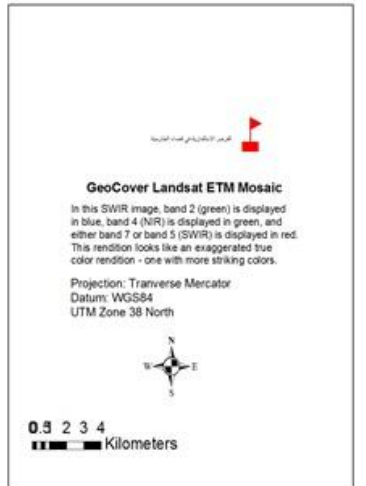 GeoCover Landsat ETM Mosaic
In this SWIR image, band 2 (green) is displayed
in blue, band 4 (NIR) is displayed in green, and
either band 7 or band 5 (SWIR) is displayed in red.
This rendition looks like an exaggerated true
color rendition - one with more striking colors.
Projection: Tranverse Mercator
Datum: WGS84
UTM Zone 38 North
N
W E
S
2 3 4
Kilometers